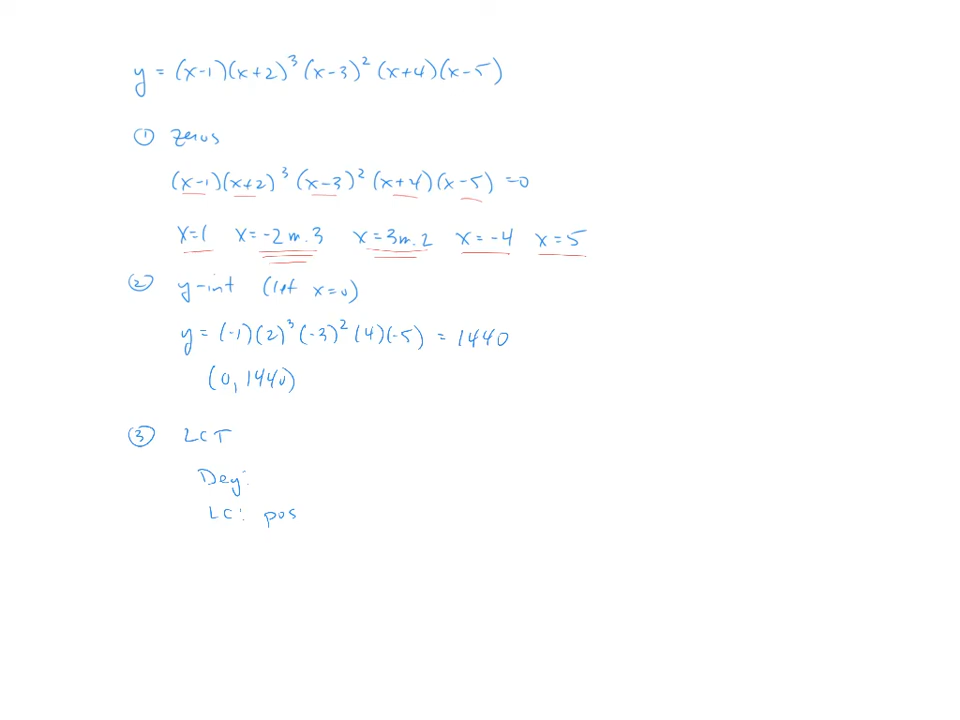 y = (x-1)(x+2)³(x-3)²(x+4)(x-5)
① zeros
(x-1)(x+2)³(x-3)²(x+4)(x-5) =0
x=1 x=-2 m.3 x=3 m.2 x=-4 x=5
② y-int (let x=0)
y = (-1)(2)³(-3)²(4)(-5) = 1440
(0, 1440)
③ LCT
Deg:
LC: pos